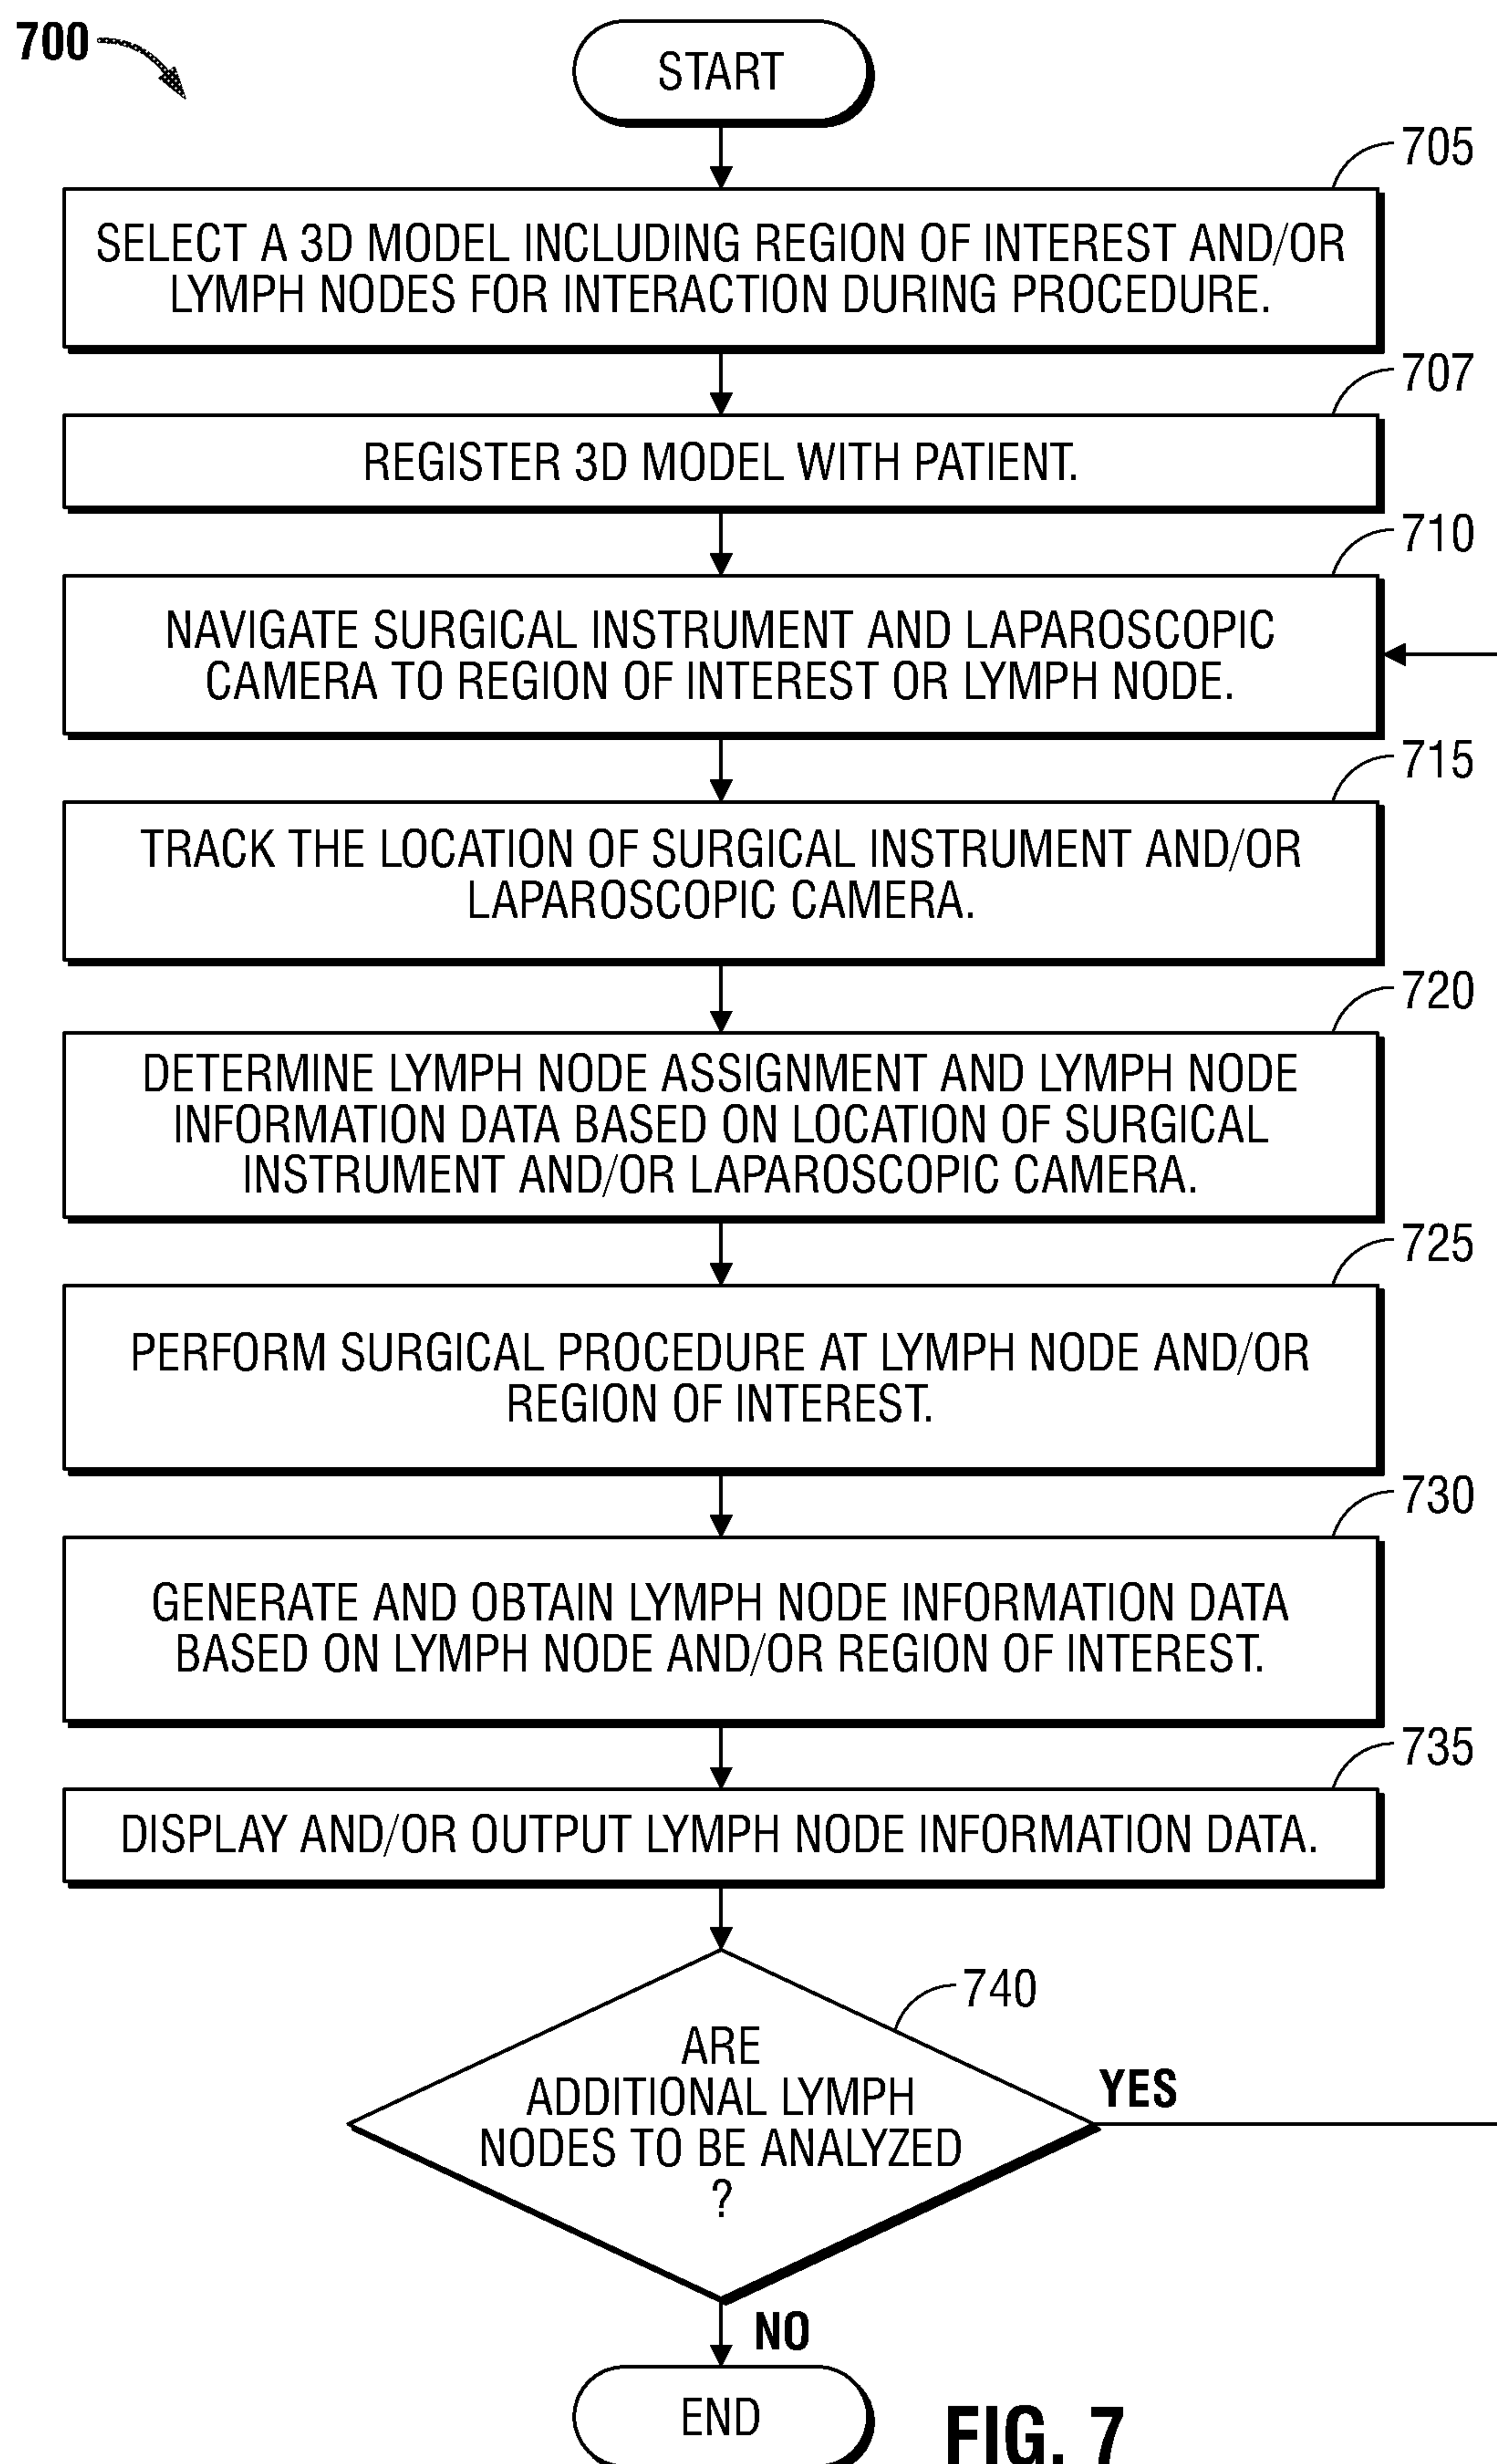 700
START
705
SELECT A 3D MODEL INCLUDING REGION OF INTEREST AND/OR
LYMPH NODES FOR INTERACTION DURING PROCEDURE.
707
REGISTER 3D MODEL WITH PATIENT.
710
NAVIGATE SURGICAL INSTRUMENT AND LAPAROSCOPIC
CAMERA TO REGION OF INTEREST OR LYMPH NODE.
715
TRACK THE LOCATION OF SURGICAL INSTRUMENT AND/OR
LAPAROSCOPIC CAMERA.
720
DETERMINE LYMPH NODE ASSIGNMENT AND LYMPH NODE
INFORMATION DATA BASED ON LOCATION OF SURGICAL
INSTRUMENT AND/OR LAPAROSCOPIC CAMERA.
725
PERFORM SURGICAL PROCEDURE AT LYMPH NODE AND/OR
REGION OF INTEREST.
730
GENERATE AND OBTAIN LYMPH NODE INFORMATION DATA
BASED ON LYMPH NODE AND/OR REGION OF INTEREST.
735
DISPLAY AND/OR OUTPUT LYMPH NODE INFORMATION DATA.
740
ARE
ADDITIONAL LYMPH
NODES TO BE ANALYZED
?
YES
NO
END
FIG. 7